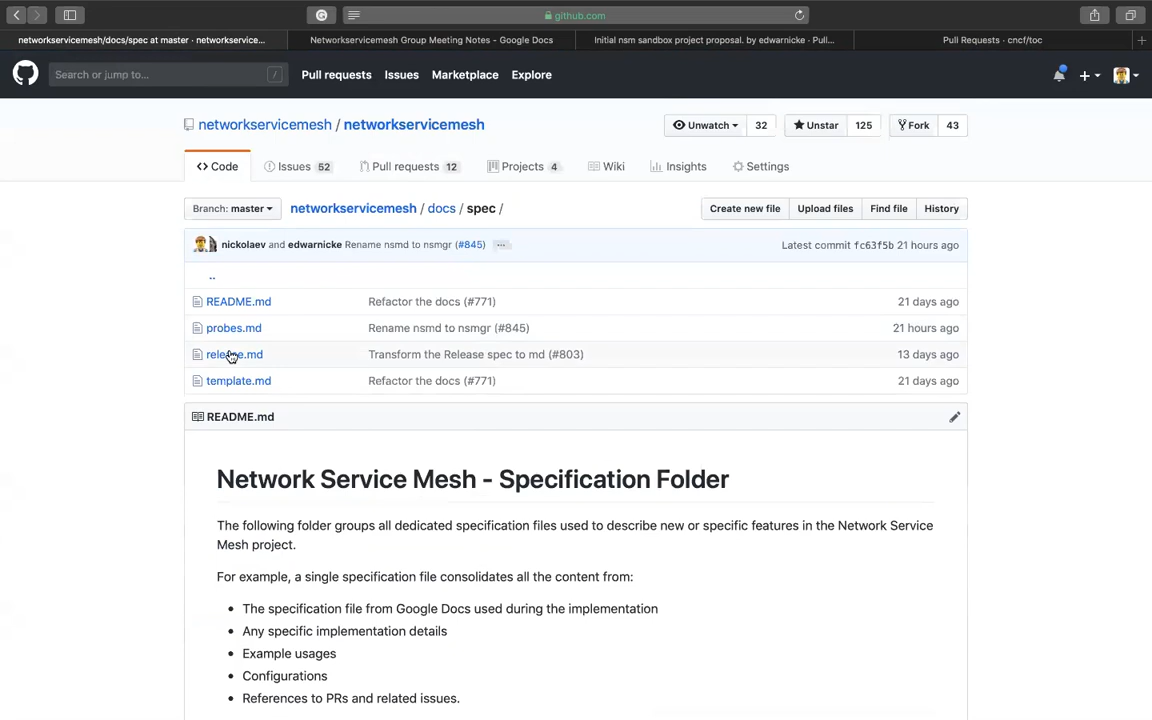 github.com
networkservicemesh/docs/spec at master · networkservice...
Networkservicemesh Group Meeting Notes - Google Docs
Initial nsm sandbox project proposal. by edwarnicke · Pull...
Pull Requests · cncf/toc
Search or jump to...
/
Pull requests
Issues
Marketplace
Explore
networkservicemesh / networkservicemesh
Unwatch 32
Unstar 125
Fork 43
Code
Issues 52
Pull requests 12
Projects 4
Wiki
Insights
Settings
Branch: master
networkservicemesh / docs / spec /
Create new file
Upload files
Find file
History
nickolaev and edwarnicke Rename nsmd to nsmgr (#845) ...
Latest commit fc63f5b 21 hours ago
..
README.md Refactor the docs (#771) 21 days ago
probes.md Rename nsmd to nsmgr (#845) 21 hours ago
release.md Transform the Release spec to md (#803) 13 days ago
template.md Refactor the docs (#771) 21 days ago
README.md
Network Service Mesh - Specification Folder
The following folder groups all dedicated specification files used to describe new or specific features in the Network Service
Mesh project.
For example, a single specification file consolidates all the content from:
• The specification file from Google Docs used during the implementation
• Any specific implementation details
• Example usages
• Configurations
• References to PRs and related issues.